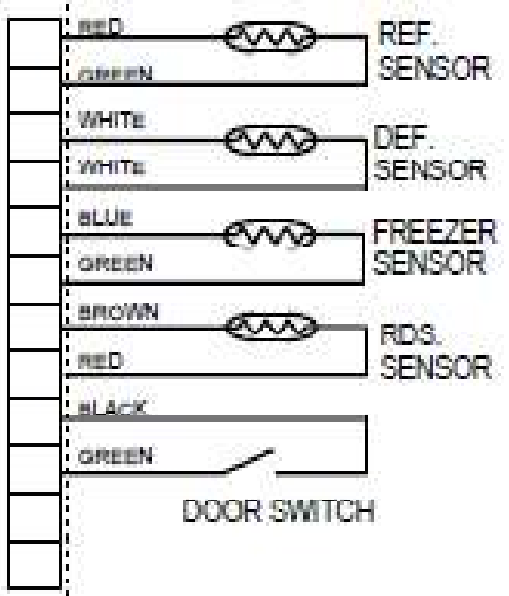 RED
REF.
SENSOR
GREEN
WHITE
DEF.
SENSOR
WHITE
BLUE
FREEZER
SENSOR
GREEN
BROWN
RDS.
SENSOR
RED
BLACK
GREEN
DOOR SWITCH